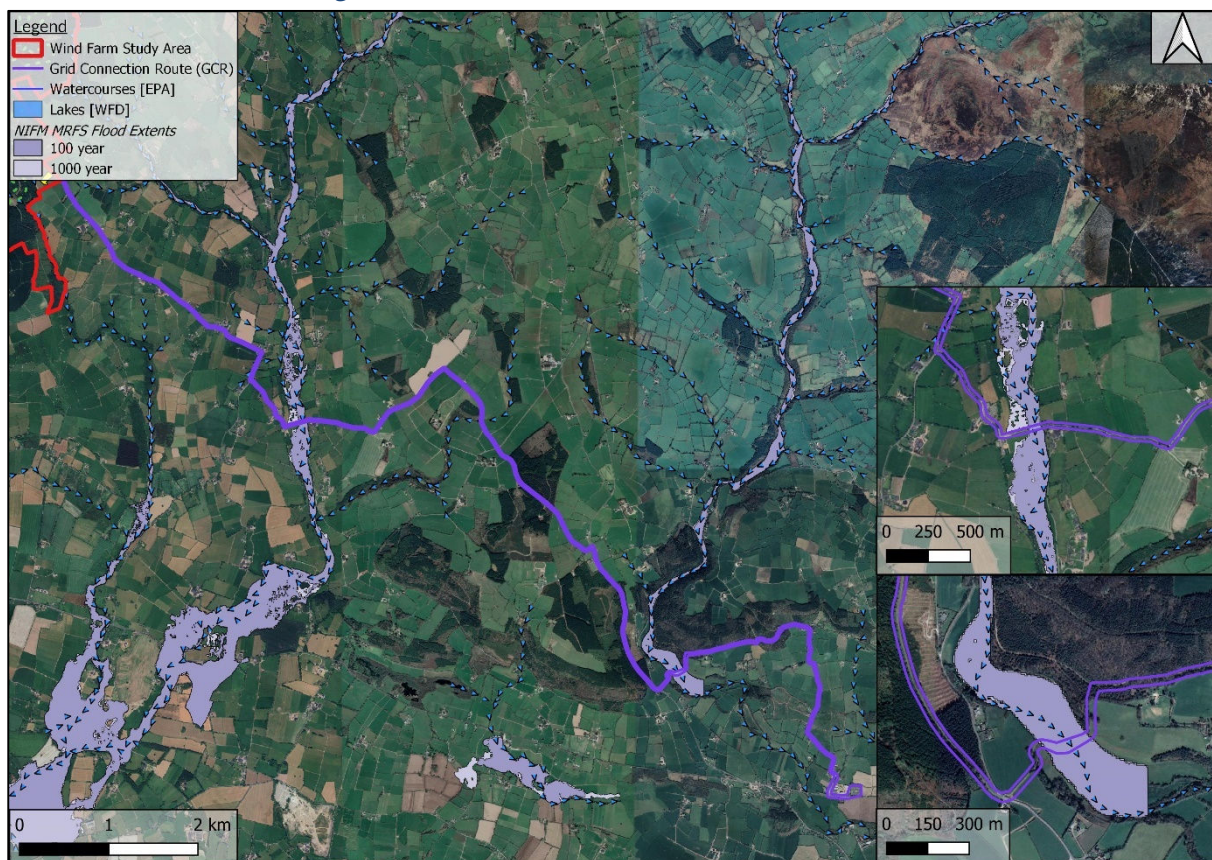 Legend
Wind Farm Study Area
Grid Connection Route (GCR)
Watercourses [EPA]
Lakes [WFD]
NIFM MRFS Flood Extents
100 year
1000 year
0 250 500 m
0 150 300 m
0 1 2 km